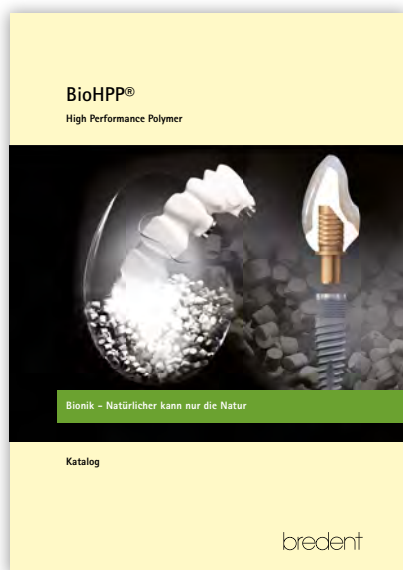 BioHPP®
High Performance Polymer
Bionik – Natürlicher kann nur die Natur
Katalog
bredent